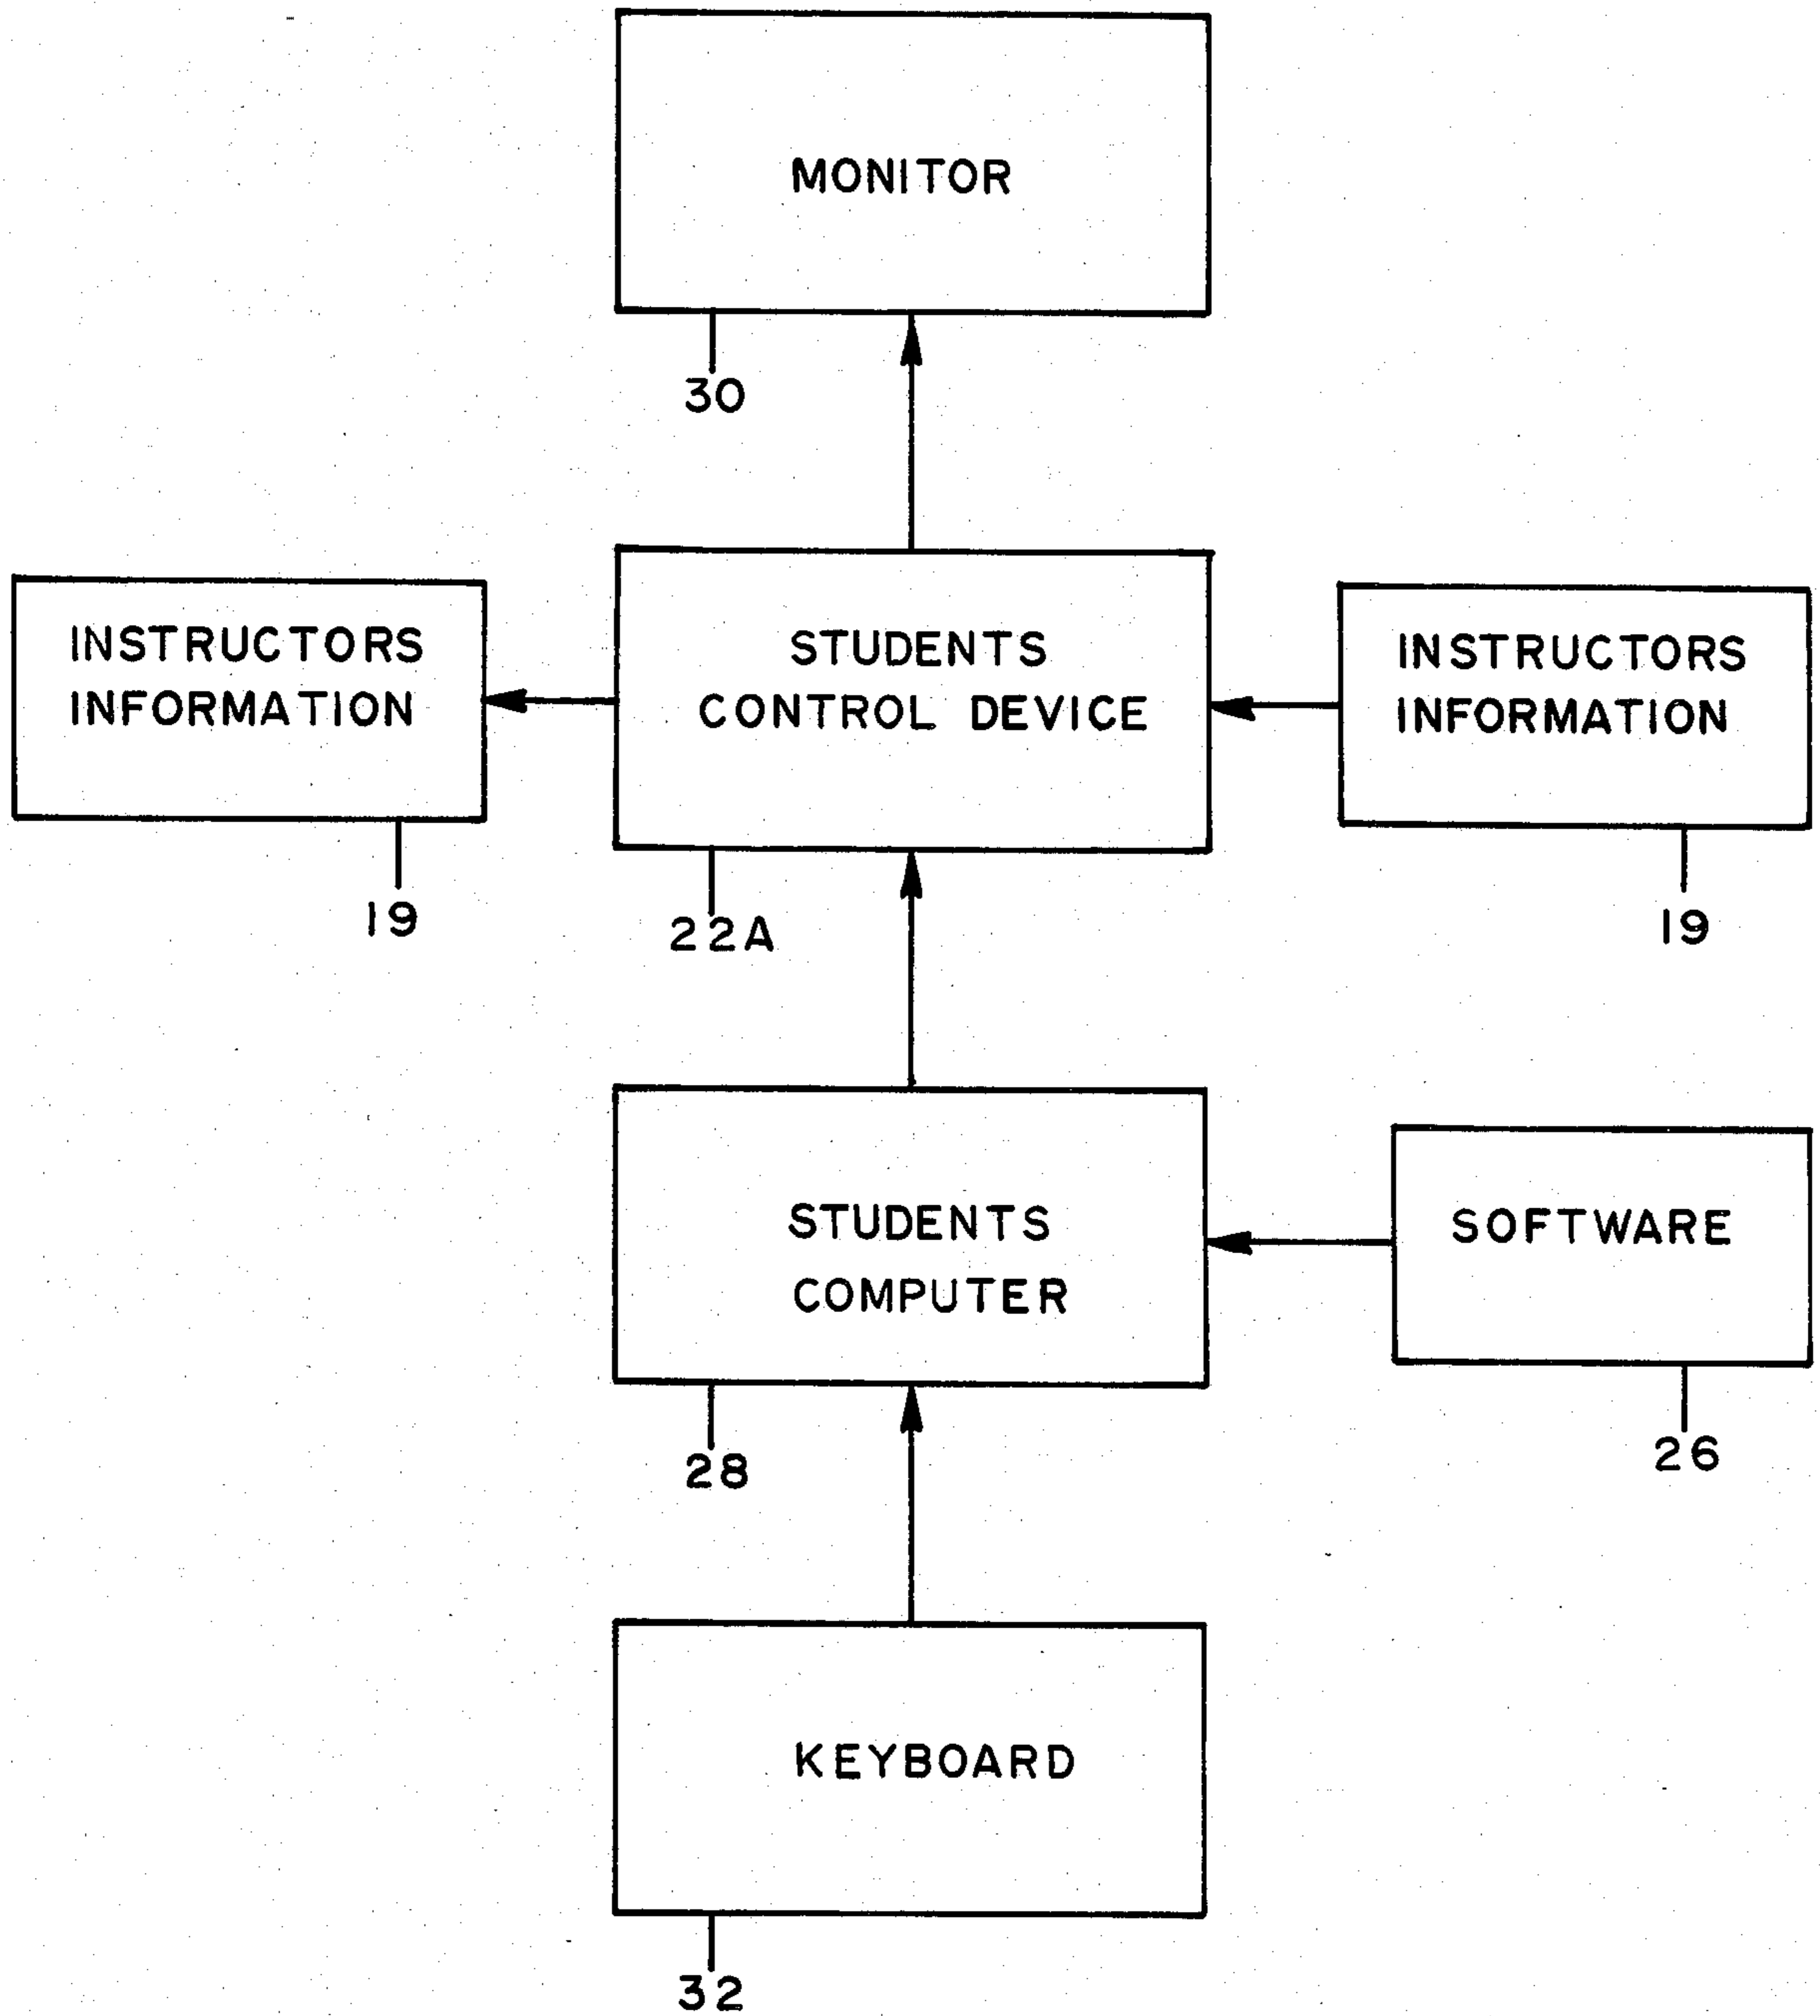 MONITOR
30
INSTRUCTORS
INFORMATION
19
STUDENTS
CONTROL DEVICE
22A
INSTRUCTORS
INFORMATION
19
STUDENTS
COMPUTER
28
SOFTWARE
26
KEYBOARD
32